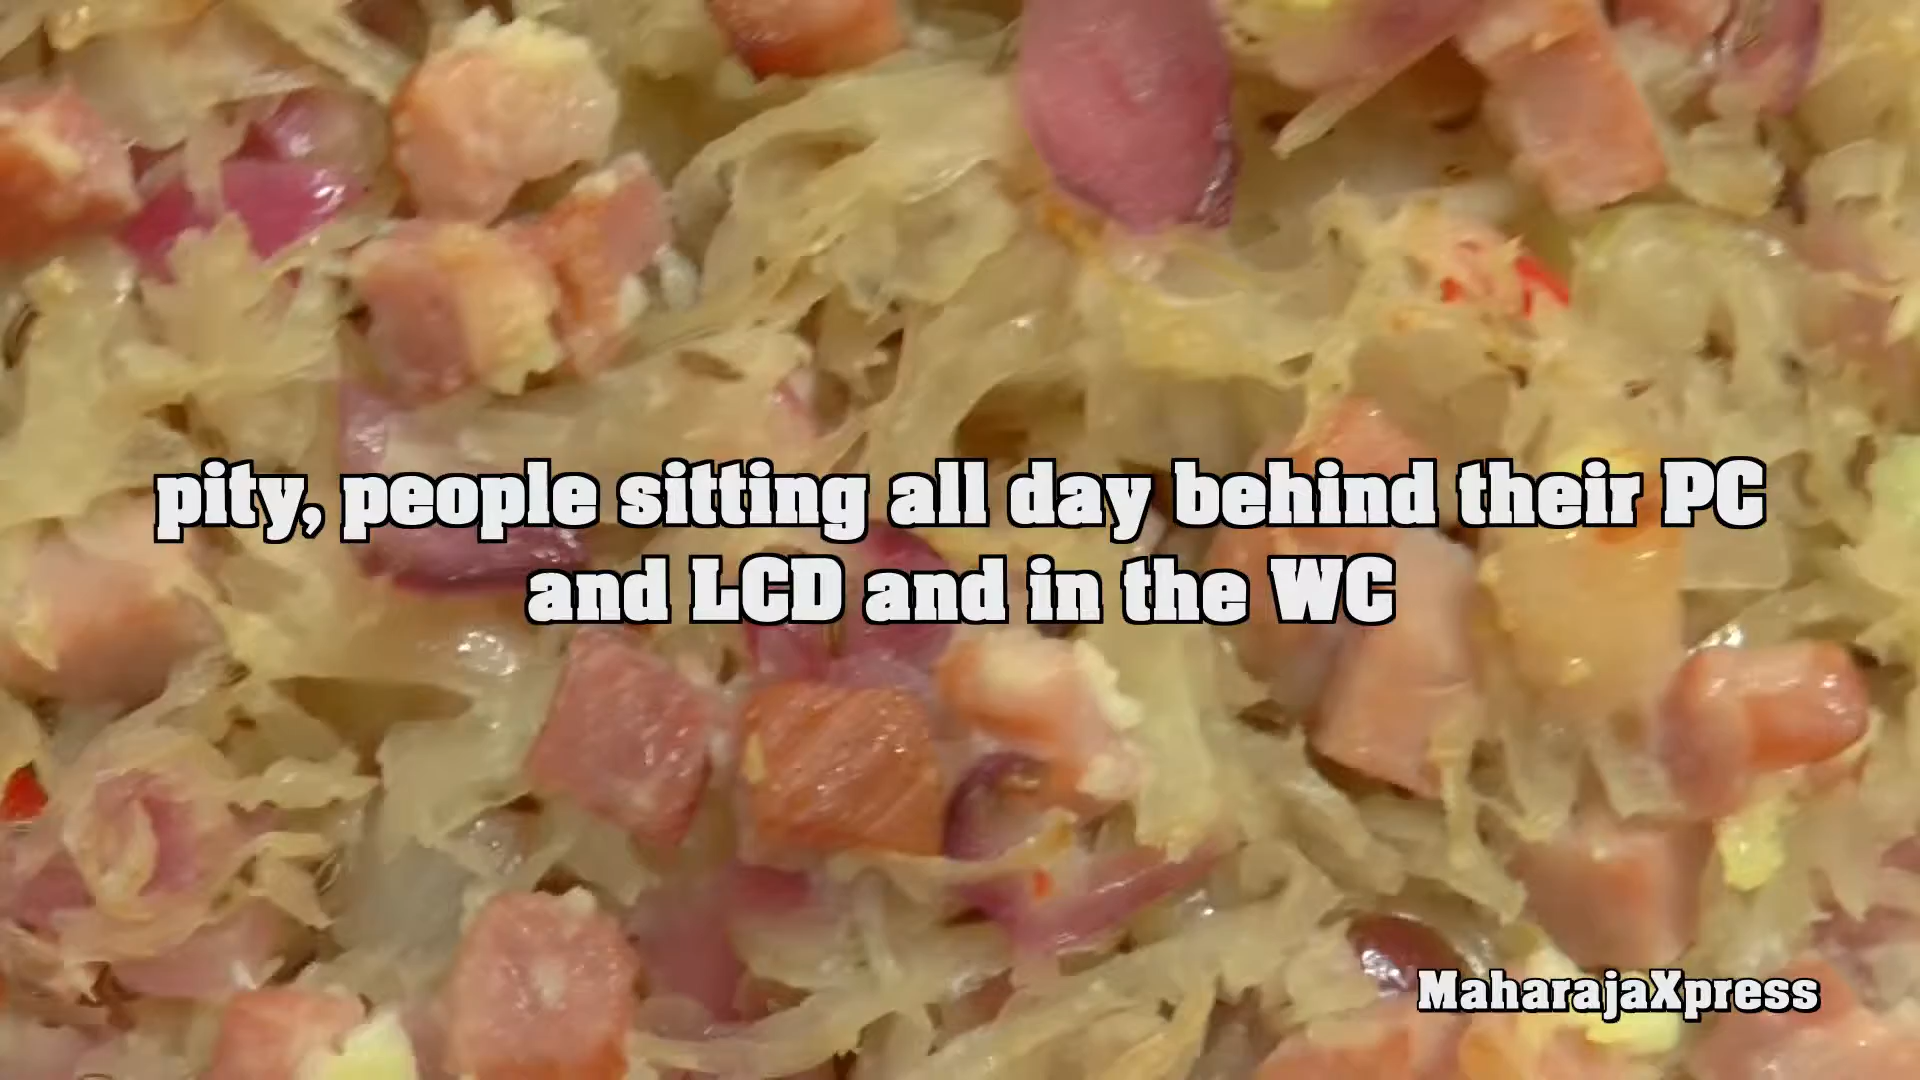 pity, people sitting all day behind their PC
and LCD and in the WC
MaharajaXpress